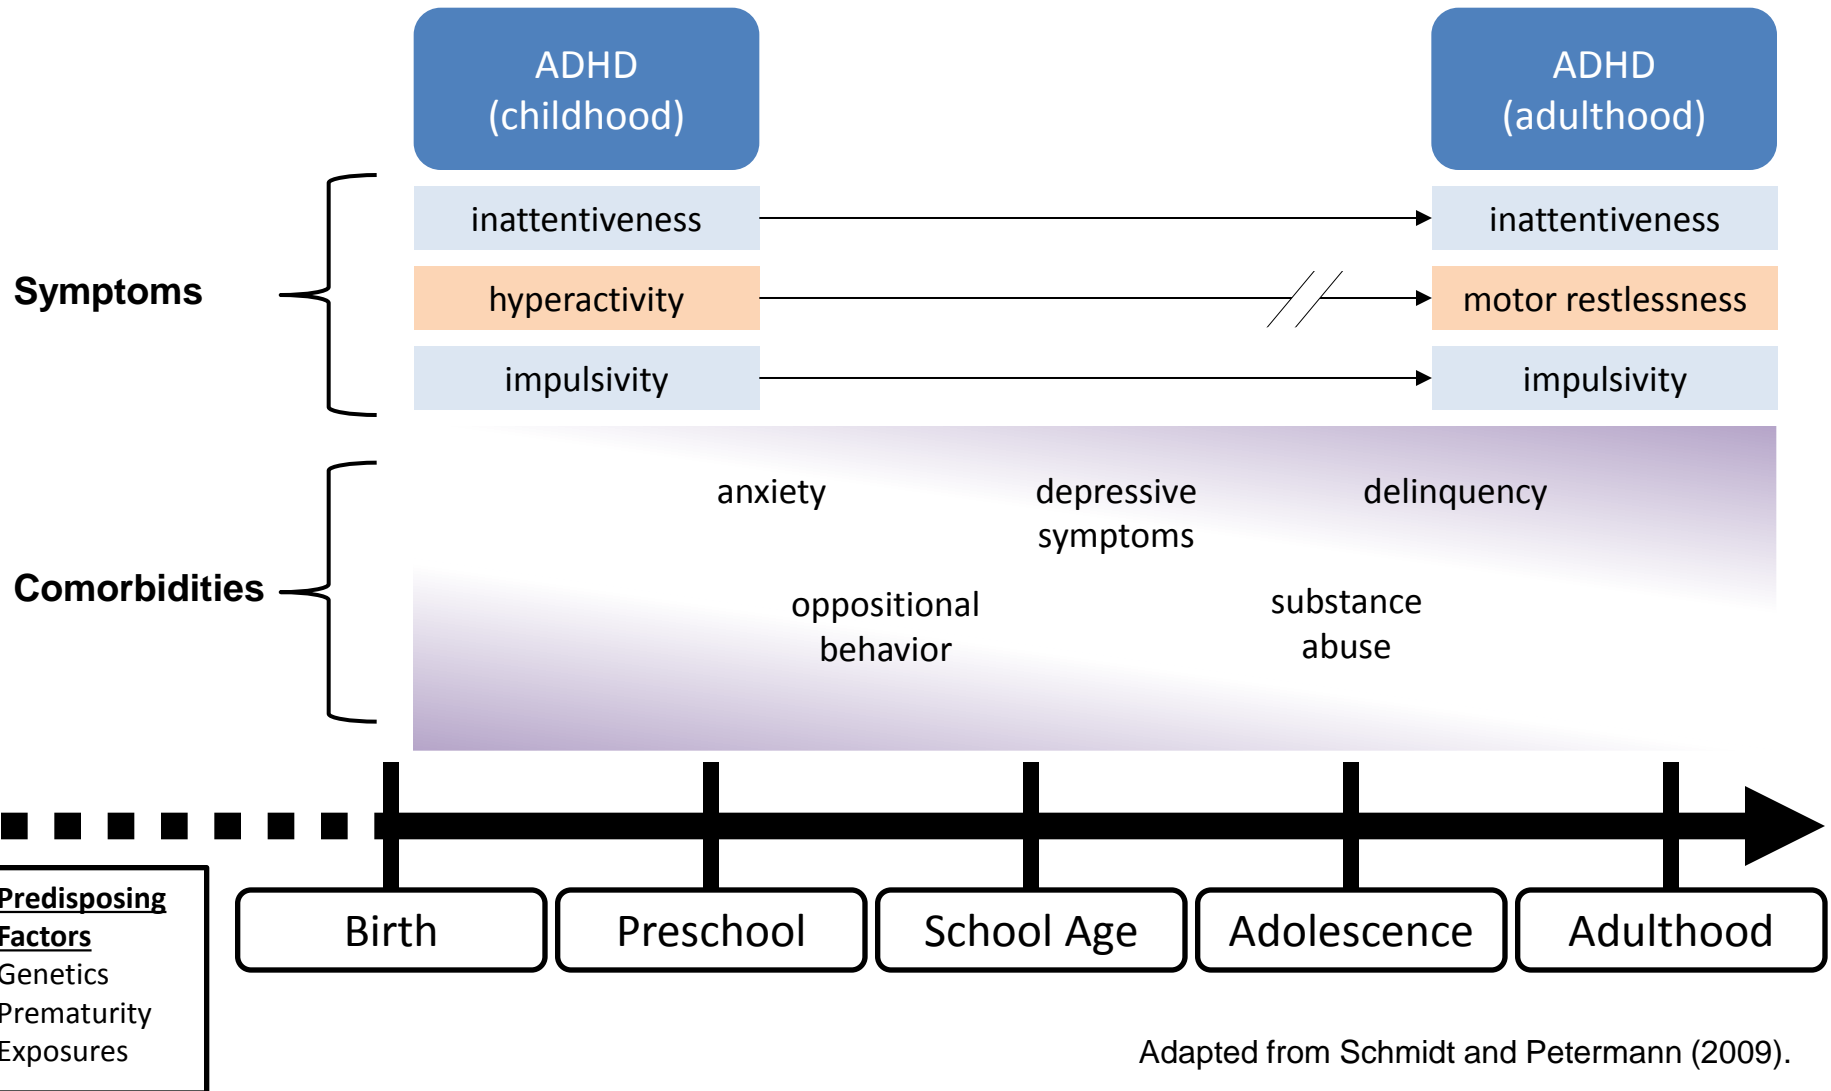 ADHD
(childhood)
ADHD
(adulthood)
Symptoms
inattentiveness
inattentiveness
hyperactivity
motor restlessness
impulsivity
impulsivity
Comorbidities
anxiety
depressive
symptoms
delinquency
oppositional
behavior
substance
abuse
Predisposing
Factors
Genetics
Prematurity
Exposures
Birth
Preschool
School Age
Adolescence
Adulthood
Adapted from Schmidt and Petermann (2009).